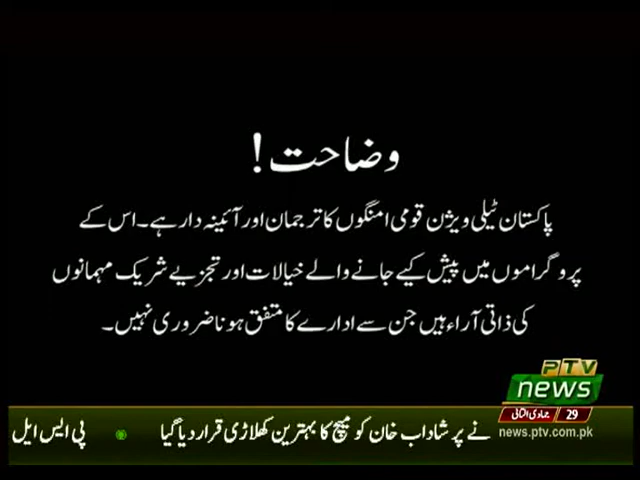 وضاحت!
پاکستان ٹیلی ویژن قومی امنگوں کا ترجمان اور آئینہ دار ہے۔ اس کے
پروگراموں میں پیش کیے جانے والے خیالات اور تجزیے شریک مہمانوں
کی ذاتی آراء ہیں جن سے ادارے کا متفق ہونا ضروری نہیں۔
PTV
news
جمادی الثانی 29
نے پر شاداب خان کو میچ کا بہترین کھلاڑی قرار دیا گیا پی ایس ایل
news.ptv.com.pk